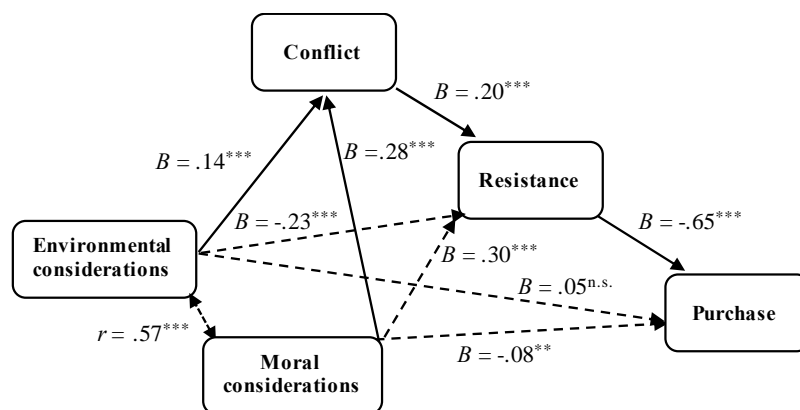 Conflict
B = .20***
B = .14***
B =.28***
Resistance
B = -.23***
B = -.65***
Environmental
considerations
B = .30***
B = .05n.s.
Purchase
r = .57***
Moral
considerations
B = -.08**